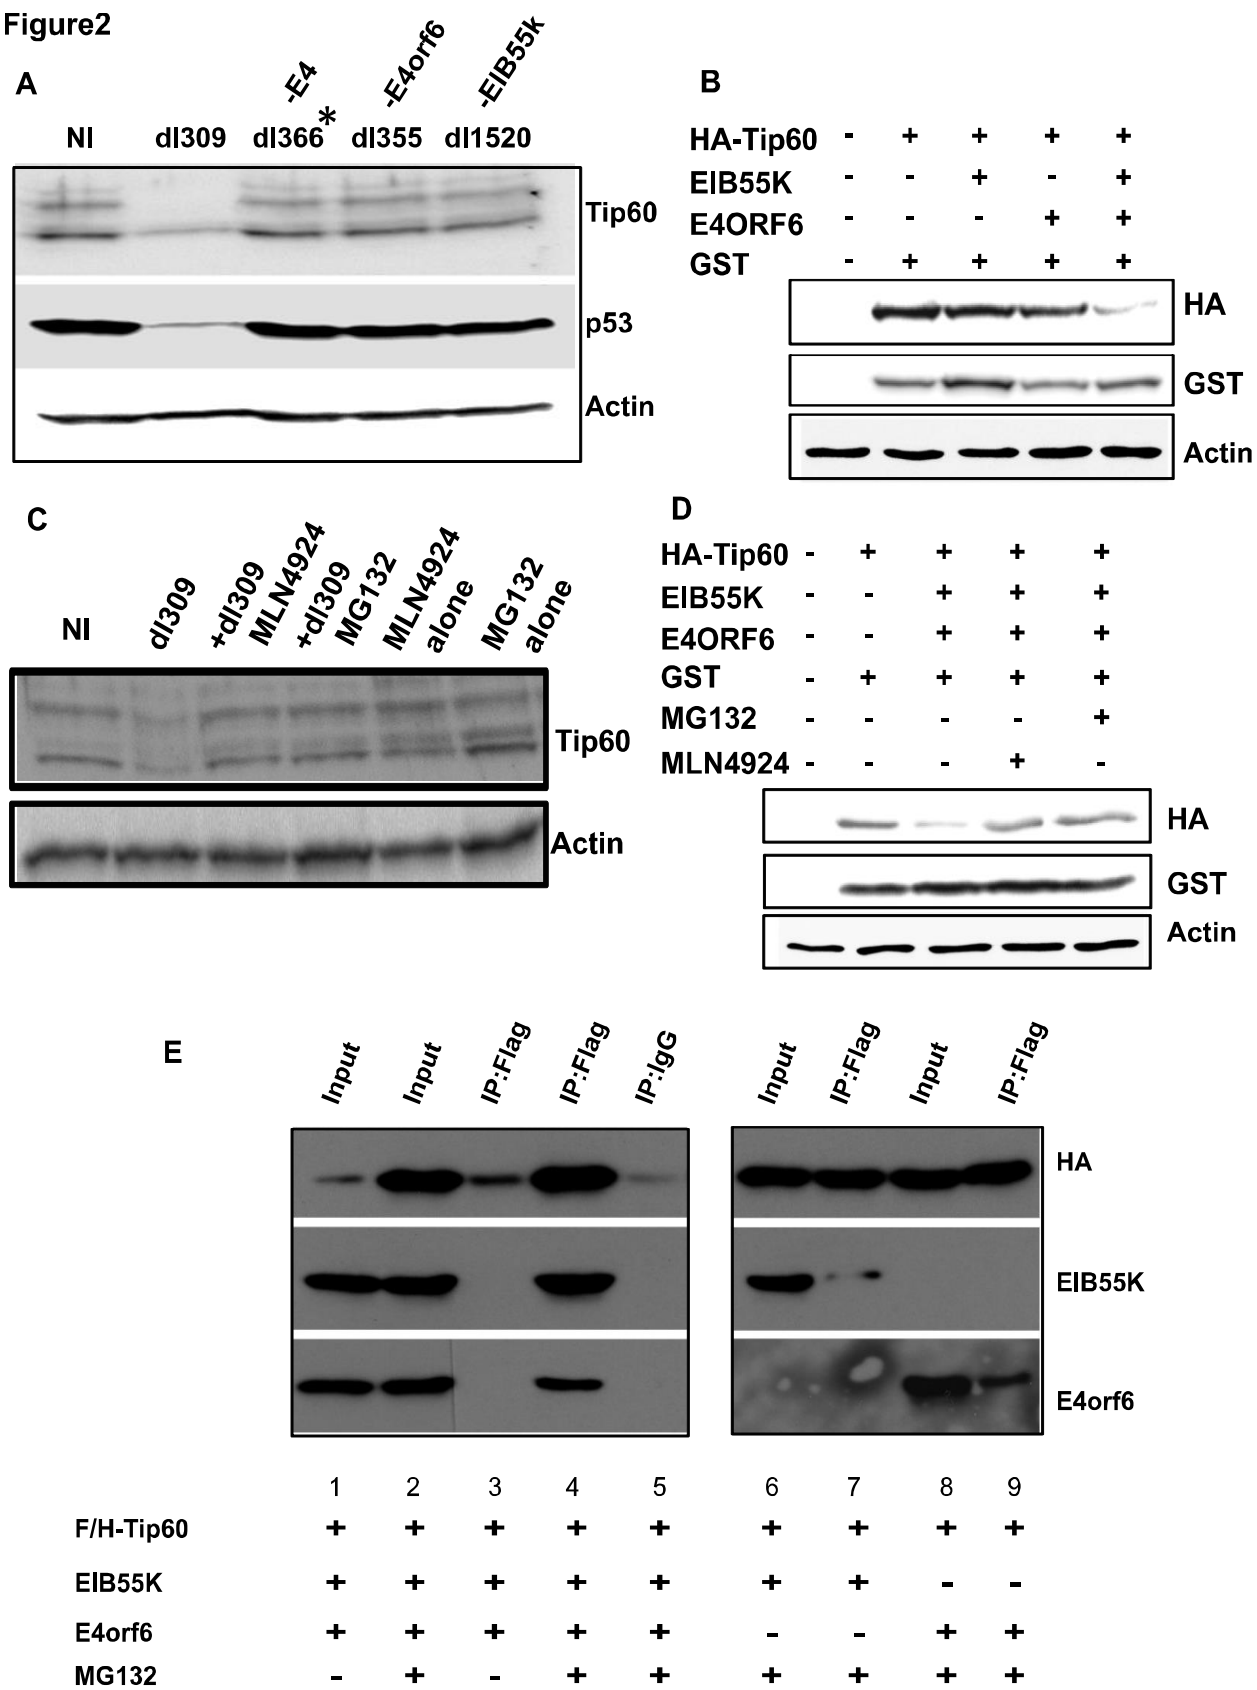 Figure2
A
-E4
-E4orf6
-EIB55k
NI dl309 dl366* dl355 dl1520
Tip60
p53
Actin
B
HA-Tip60 - + + + +
EIB55K - - + - +
E4ORF6 - - - + +
GST - + + + +
HA
GST
Actin
C
NI
dl309
+dl309
MLN4924
+dl309
MG132
MLN4924
alone
MG132
alone
Tip60
Actin
D
HA-Tip60 - + + + +
EIB55K - - + + +
E4ORF6 - - + + +
GST - + + + +
MG132 - - - - +
MLN4924 - - - + -
HA
GST
Actin
E
Input Input IP:Flag IP:Flag IP:IgG Input IP:Flag Input IP:Flag
HA
EIB55K
E4orf6
1 2 3 4 5 6 7 8 9
F/H-Tip60 + + + + + + + + +
EIB55K + + + + + + + - -
E4orf6 + + + + + - - + +
MG132 - + - + + + + + +